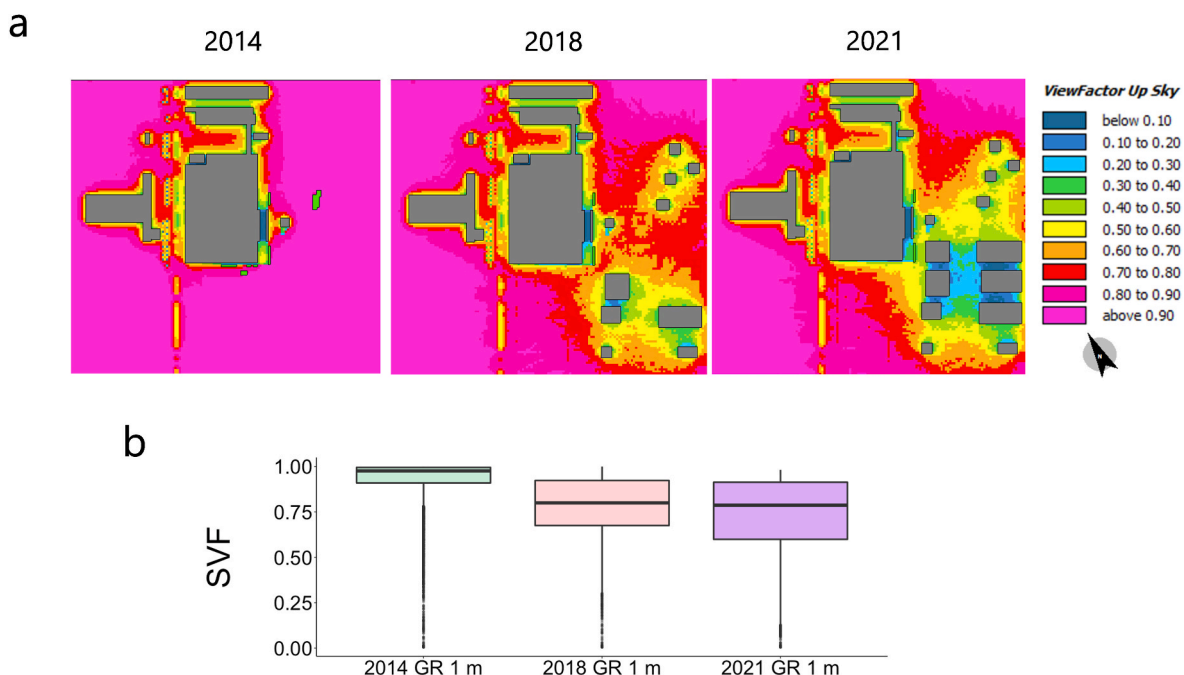 a
2014
2018
2021
ViewFactor Up Sky
below 0.10
0.10 to 0.20
0.20 to 0.30
0.30 to 0.40
0.40 to 0.50
0.50 to 0.60
0.60 to 0.70
0.70 to 0.80
0.80 to 0.90
above 0.90
N
b
SVF
1.00
0.75
0.50
0.25
0.00
2014 GR 1 m
2018 GR 1 m
2021 GR 1 m